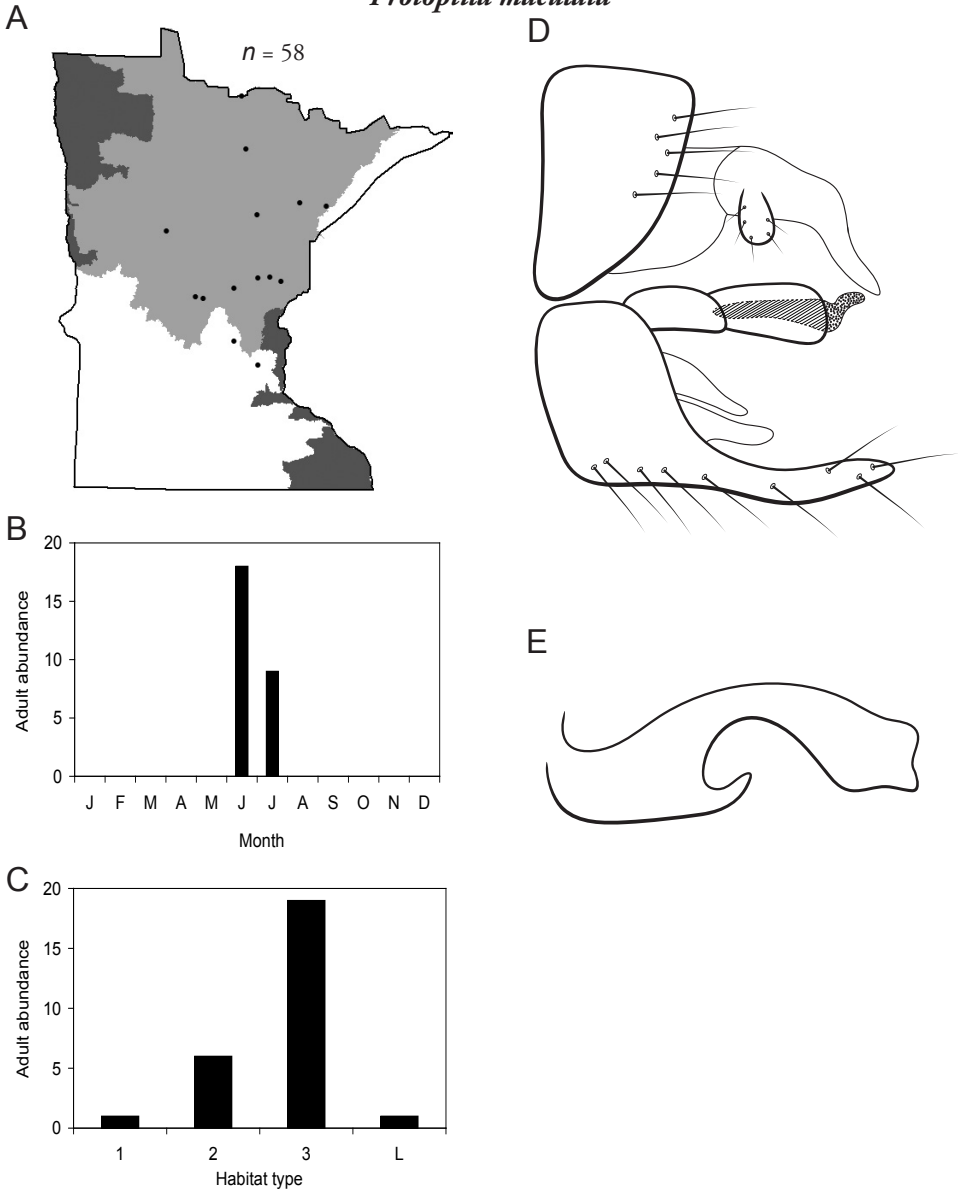 Protoptila maculata
A
n = 58
D
B
20
15
10
5
0
Adult abundance
J F M A M J J A S O N D
Month
E
C
20
15
10
5
0
Adult abundance
1 2 3 L
Habitat type